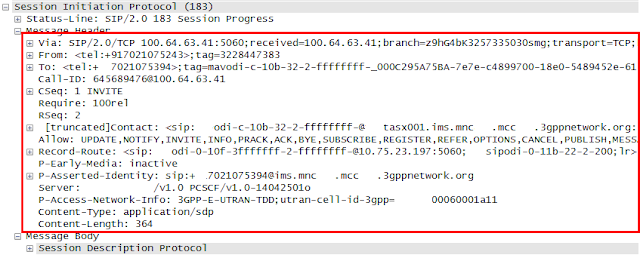 Session Initiation Protocol (183)
Status-Line: SIP/2.0 183 Session Progress
Message Header
Via: SIP/2.0/TCP 100.64.63.41:5060;received=100.64.63.41;branch=z9hG4bK3257335030smg;transport=TCP;
From: <tel:+917021075243>;tag=3228447383
To: <tel:+ 7021075394>;tag=mavodi-c-10b-32-2-ffffffff-_000C295A75BA-7e7e-c4899700-18e0-5489452e-61
Call-ID: 645689476@100.64.63.41
CSeq: 1 INVITE
Require: 100rel
RSeq: 2
[truncated]Contact: <sip: odi-c-10b-32-2-ffffffff-@ tasx001.ims.mnc .mcc .3gppnetwork.org:
Allow: UPDATE,NOTIFY,INVITE,INFO,PRACK,ACK,BYE,SUBSCRIBE,REGISTER,REFER,OPTIONS,CANCEL,PUBLISH,MESS
Record-Route: <sip: odi-0-10f-3fffffff-2-ffffffff-@10.75.23.197:5060; sipodi-0-11b-22-2-200;lr>
P-Early-Media: inactive
P-Asserted-Identity: sip:+ 7021075394@ims.mnc .mcc .3gppnetwork.org
Server: /v1.0 PCSCF/v1.0-14042501o
P-Access-Network-Info: 3GPP-E-UTRAN-TDD;utran-cell-id-3gpp= 00060001a11
Content-Type: application/sdp
Content-Length: 364
Message Body
Session Description Protocol